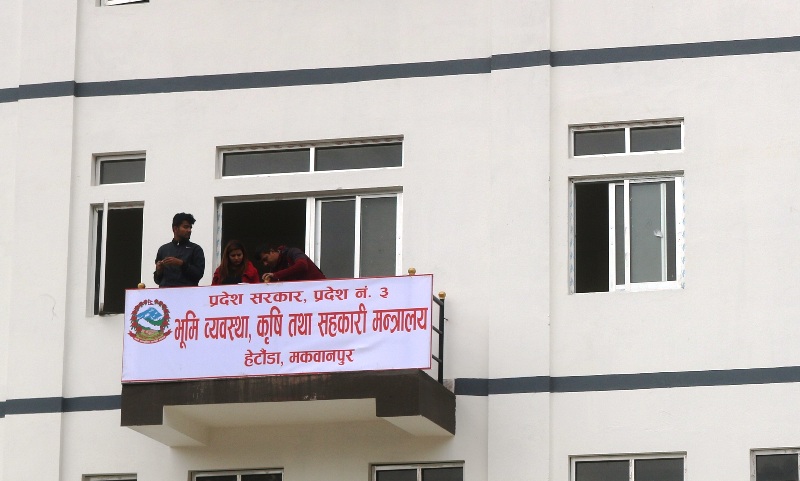 प्रदेश सरकार, प्रदेश नं. ३
भूमि व्यवस्था, कृषि तथा सहकारी मन्त्रालय
हेटौंडा, मकवानपुर